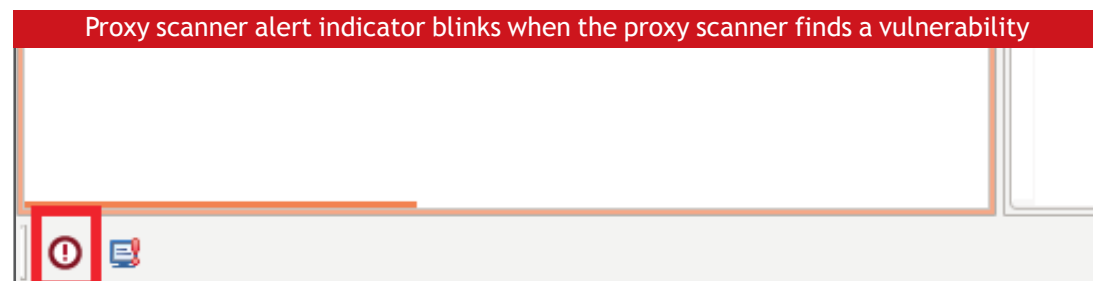 Proxy scanner alert indicator blinks when the proxy scanner finds a vulnerability